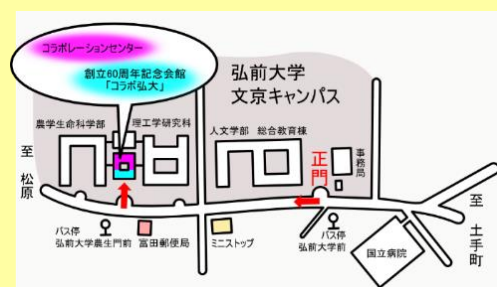 コラボレーションセンター
創立60周年記念会館
「コラボ弘大」
弘前大学
文京キャンパス
農学生命科学部
理工学研究科
人文学部 総合教育棟
事務局
正門
至 松原
至 土手町
バス停
弘前大学農生門前
富田郵便局
ミニストップ
バス停
弘前大学前
国立病院